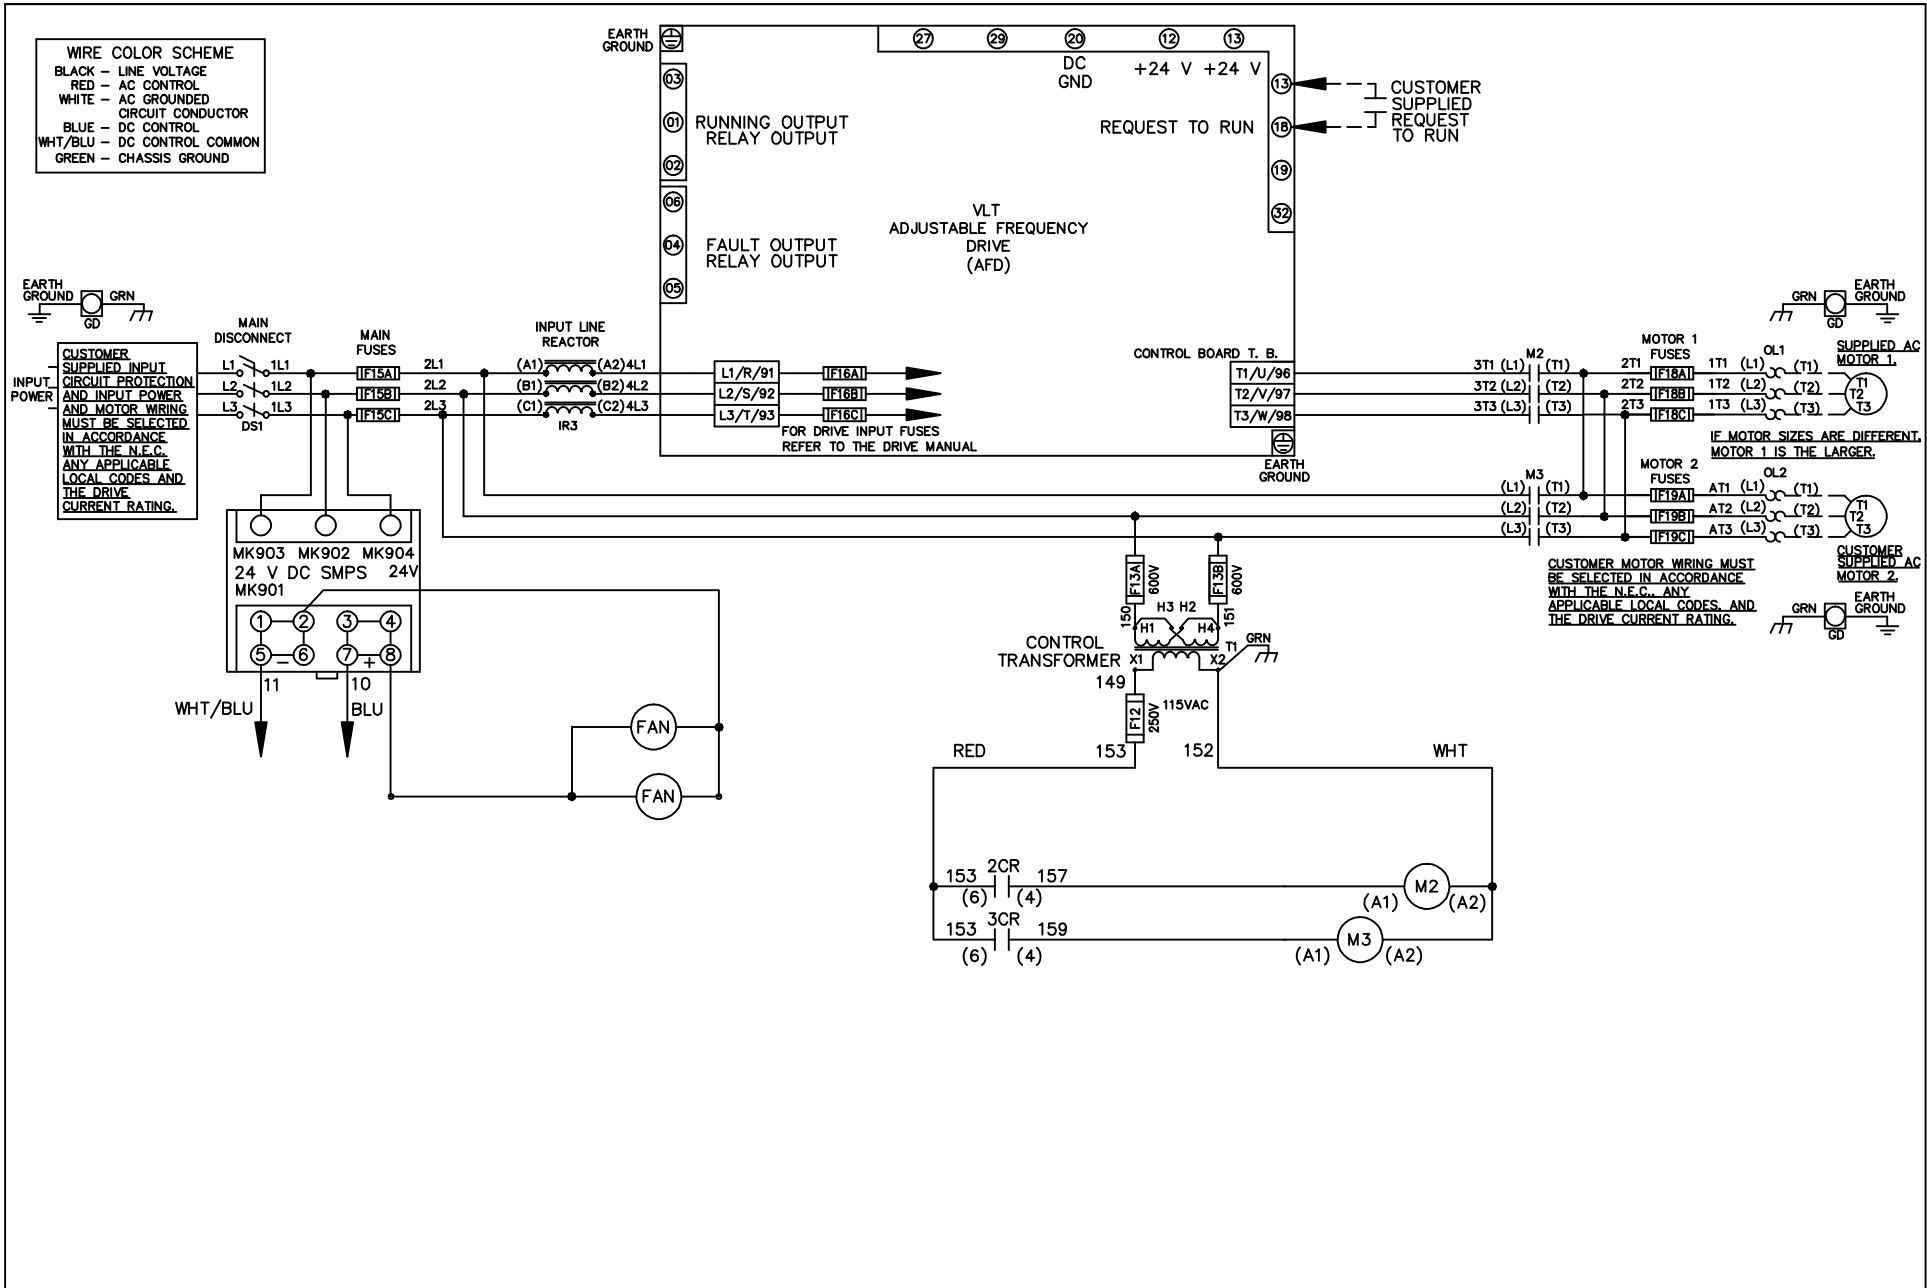 WIRE COLOR SCHEME
BLACK – LINE VOLTAGE
RED – AC CONTROL
WHITE – AC GROUNDED
CIRCUIT CONDUCTOR
BLUE – DC CONTROL
WHT/BLU – DC CONTROL COMMON
GREEN – CHASSIS GROUND
EARTH
GROUND
03
01
02
06
04
05
RUNNING OUTPUT
RELAY OUTPUT
FAULT OUTPUT
RELAY OUTPUT
27
29
20
12
13
DC
GND
+24 V
+24 V
13
18
19
32
REQUEST TO RUN
CUSTOMER
SUPPLIED
REQUEST
TO RUN
VLT
ADJUSTABLE FREQUENCY
DRIVE
(AFD)
EARTH
GROUND
GRN
GD
INPUT
POWER
CUSTOMER
SUPPLIED INPUT
CIRCUIT PROTECTION
AND INPUT POWER
AND MOTOR WIRING
MUST BE SELECTED
IN ACCORDANCE
WITH THE N.E.C.
ANY APPLICABLE
LOCAL CODES AND
THE DRIVE
CURRENT RATING.
MAIN
DISCONNECT
L1 1L1
L2 1L2
L3 1L3
DS1
MAIN
FUSES
F15A
F15B
F15C
2L1
2L2
2L3
INPUT LINE
REACTOR
(A1) (A2) 4L1
(B1) (B2) 4L2
(C1) (C2) 4L3
IR3
L1/R/91
L2/S/92
L3/T/93
F16A
F16B
F16C
FOR DRIVE INPUT FUSES
REFER TO THE DRIVE MANUAL
CONTROL BOARD T. B.
T1/U/96
T2/V/97
T3/W/98
EARTH
GROUND
M2
3T1 (L1) (T1)
3T2 (L2) (T2)
3T3 (L3) (T3)
MOTOR 1
FUSES
2T1 F18A 1T1 (L1)
2T2 F18B 1T2 (L2)
2T3 F18C 1T3 (L3)
OL1
(T1)
(T2)
(T3)
T1
T2
T3
GRN
GD
EARTH
GROUND
SUPPLIED AC
MOTOR 1.
IF MOTOR SIZES ARE DIFFERENT,
MOTOR 1 IS THE LARGER.
M3
(L1) (T1)
(L2) (T2)
(L3) (T3)
MOTOR 2
FUSES
F19A AT1 (L1)
F19B AT2 (L2)
F19C AT3 (L3)
OL2
(T1)
(T2)
(T3)
T1
T2
T3
CUSTOMER
SUPPLIED AC
MOTOR 2.
CUSTOMER MOTOR WIRING MUST
BE SELECTED IN ACCORDANCE
WITH THE N.E.C., ANY
APPLICABLE LOCAL CODES, AND
THE DRIVE CURRENT RATING.
GRN
GD
EARTH
GROUND
MK903 MK902 MK904
24 V DC SMPS 24V
MK901
1 2 3 4
5 – 6 7 + 8
11
10
WHT/BLU
BLU
FAN
FAN
F13A
600V
F13B
600V
150
151
H3 H2
H1
H4
T1
GRN
CONTROL
TRANSFORMER
X1
X2
149
F12
250V
115VAC
RED
153
152
WHT
2CR
153 157
(6) (4)
M2
(A1) (A2)
3CR
153 159
(6) (4)
M3
(A1) (A2)